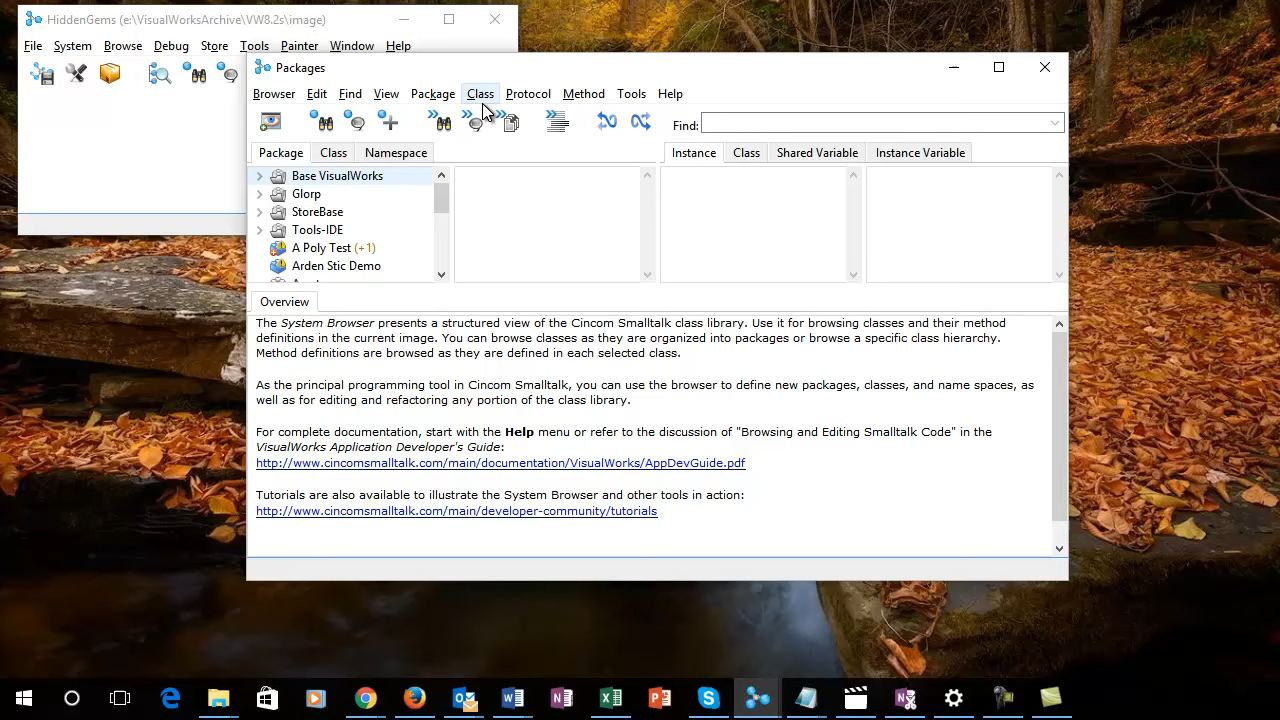 HiddenGems (e:\VisualWorksArchive\VW8.2s\image)
File System Browse Debug Store Tools Painter Window Help
Packages
Browser Edit Find View Package Class Protocol Method Tools Help
Find:
Package Class Namespace Instance Class Shared Variable Instance Variable
Base VisualWorks
Glorp
StoreBase
Tools-IDE
A Poly Test (+1)
Arden Stic Demo
Overview
The System Browser presents a structured view of the Cincom Smalltalk class library. Use it for browsing classes and their method
definitions in the current image. You can browse classes as they are organized into packages or browse a specific class hierarchy.
Method definitions are browsed as they are defined in each selected class.
As the principal programming tool in Cincom Smalltalk, you can use the browser to define new packages, classes, and name spaces, as
well as for editing and refactoring any portion of the class library.
For complete documentation, start with the Help menu or refer to the discussion of "Browsing and Editing Smalltalk Code" in the
VisualWorks Application Developer's Guide:
http://www.cincomsmalltalk.com/main/documentation/VisualWorks/AppDevGuide.pdf
Tutorials are also available to illustrate the System Browser and other tools in action:
http://www.cincomsmalltalk.com/main/developer-community/tutorials